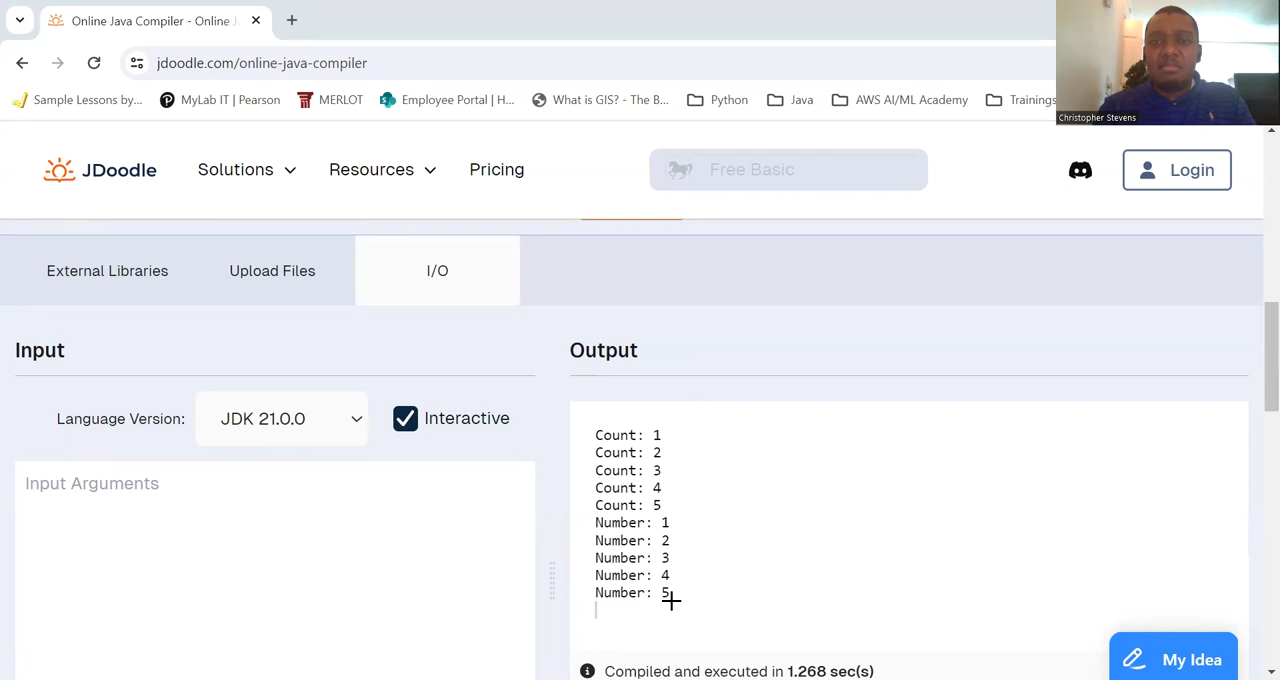 Online Java Compiler - Online J
jdoodle.com/online-java-compiler
Sample Lessons by...
MyLab IT | Pearson
MERLOT
Employee Portal | H...
What is GIS? - The B...
Python
Java
AWS AI/ML Academy
Trainings
Christopher Stevens
JDoodle
Solutions
Resources
Pricing
Free Basic
Login
External Libraries
Upload Files
I/O
Input
Output
Language Version:
JDK 21.0.0
Interactive
Input Arguments
Count: 1
Count: 2
Count: 3
Count: 4
Count: 5
Number: 1
Number: 2
Number: 3
Number: 4
Number: 5
Compiled and executed in 1.268 sec(s)
My Idea